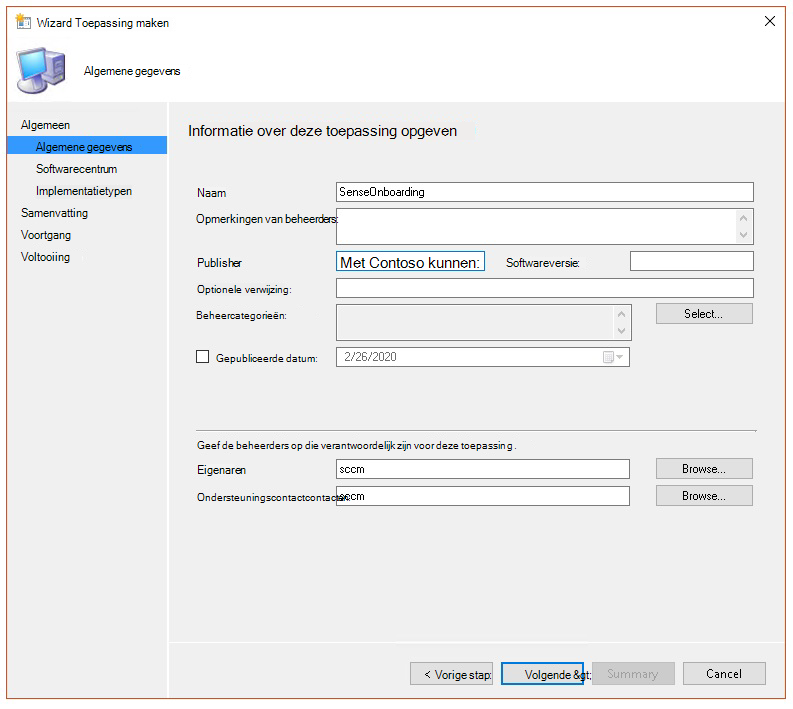 Wizard Toepassing maken
Algemene gegevens
Algemeen
Algemene gegevens
Softwarecentrum
Implementatietypen
Samenvatting
Voortgang
Voltooiing
Informatie over deze toepassing opgeven
Naam SenseOnboarding
Opmerkingen van beheerders:
Publisher Met Contoso kunnen: Softwareversie:
Optionele verwijzing:
Beheercategorieën: Select...
Gepubliceerde datum: 2/26/2020
Geef de beheerders op die verantwoordelijk zijn voor deze toepassing.
Eigenaren sccm Browse...
Ondersteuningscontactcontacten: sccm Browse...
< Vorige stap: Volgende &gt; Summary Cancel